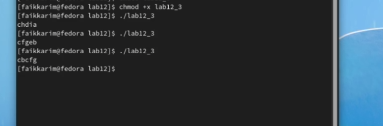 [faikkarim@fedora lab12]$ chmod +x lab12_3
[faikkarim@fedora lab12]$ ./lab12_3
chdia
[faikkarim@fedora lab12]$ ./lab12_3
cfgeb
[faikkarim@fedora lab12]$ ./lab12_3
cbcfg
[faikkarim@fedora lab12]$